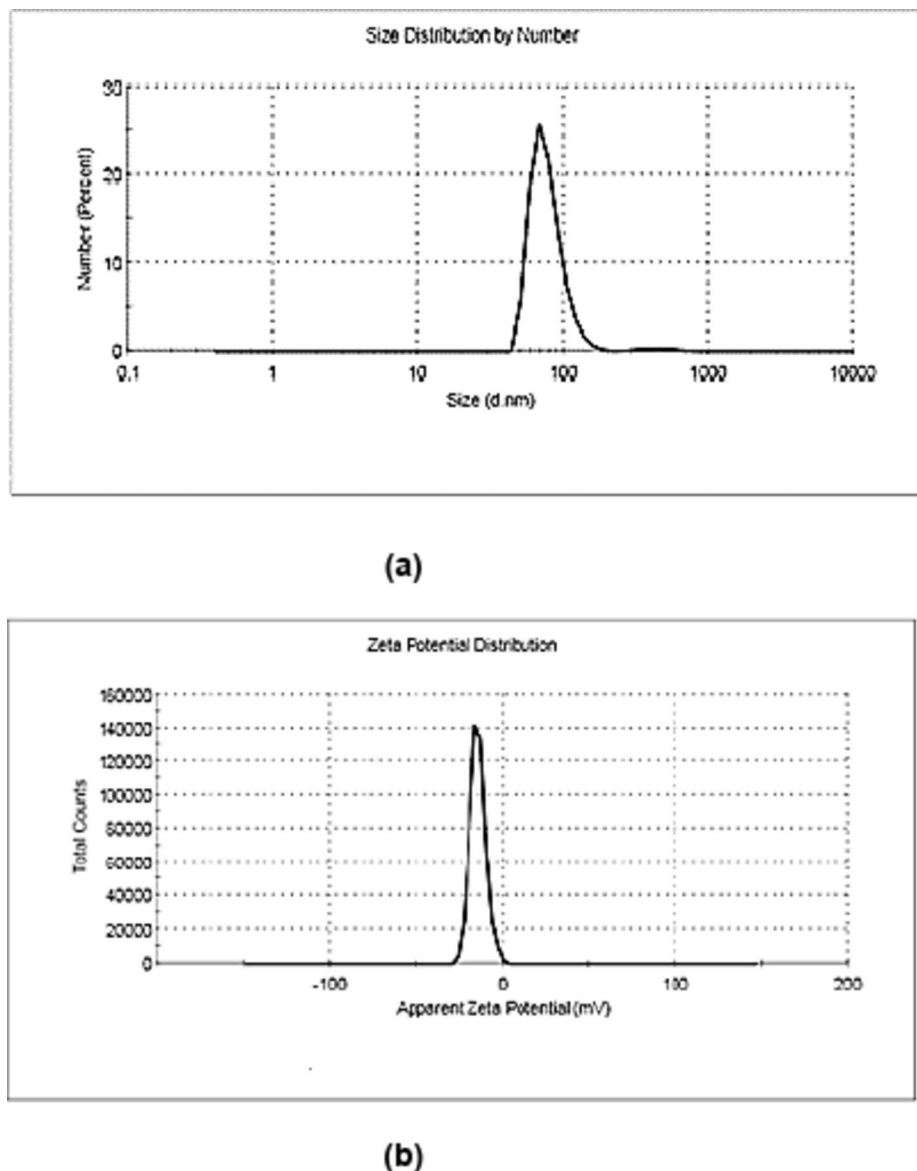 Size Distribution by Number
Number (Percent)
30
20
10
0
0.1 1 10 100 1000 10000
Size (d.nm)
(a)
Zeta Potential Distribution
Total Counts
160000
140000
120000
100000
80000
60000
40000
20000
0
-100 0 100 200
Apparent Zeta Potential (mV)
(b)